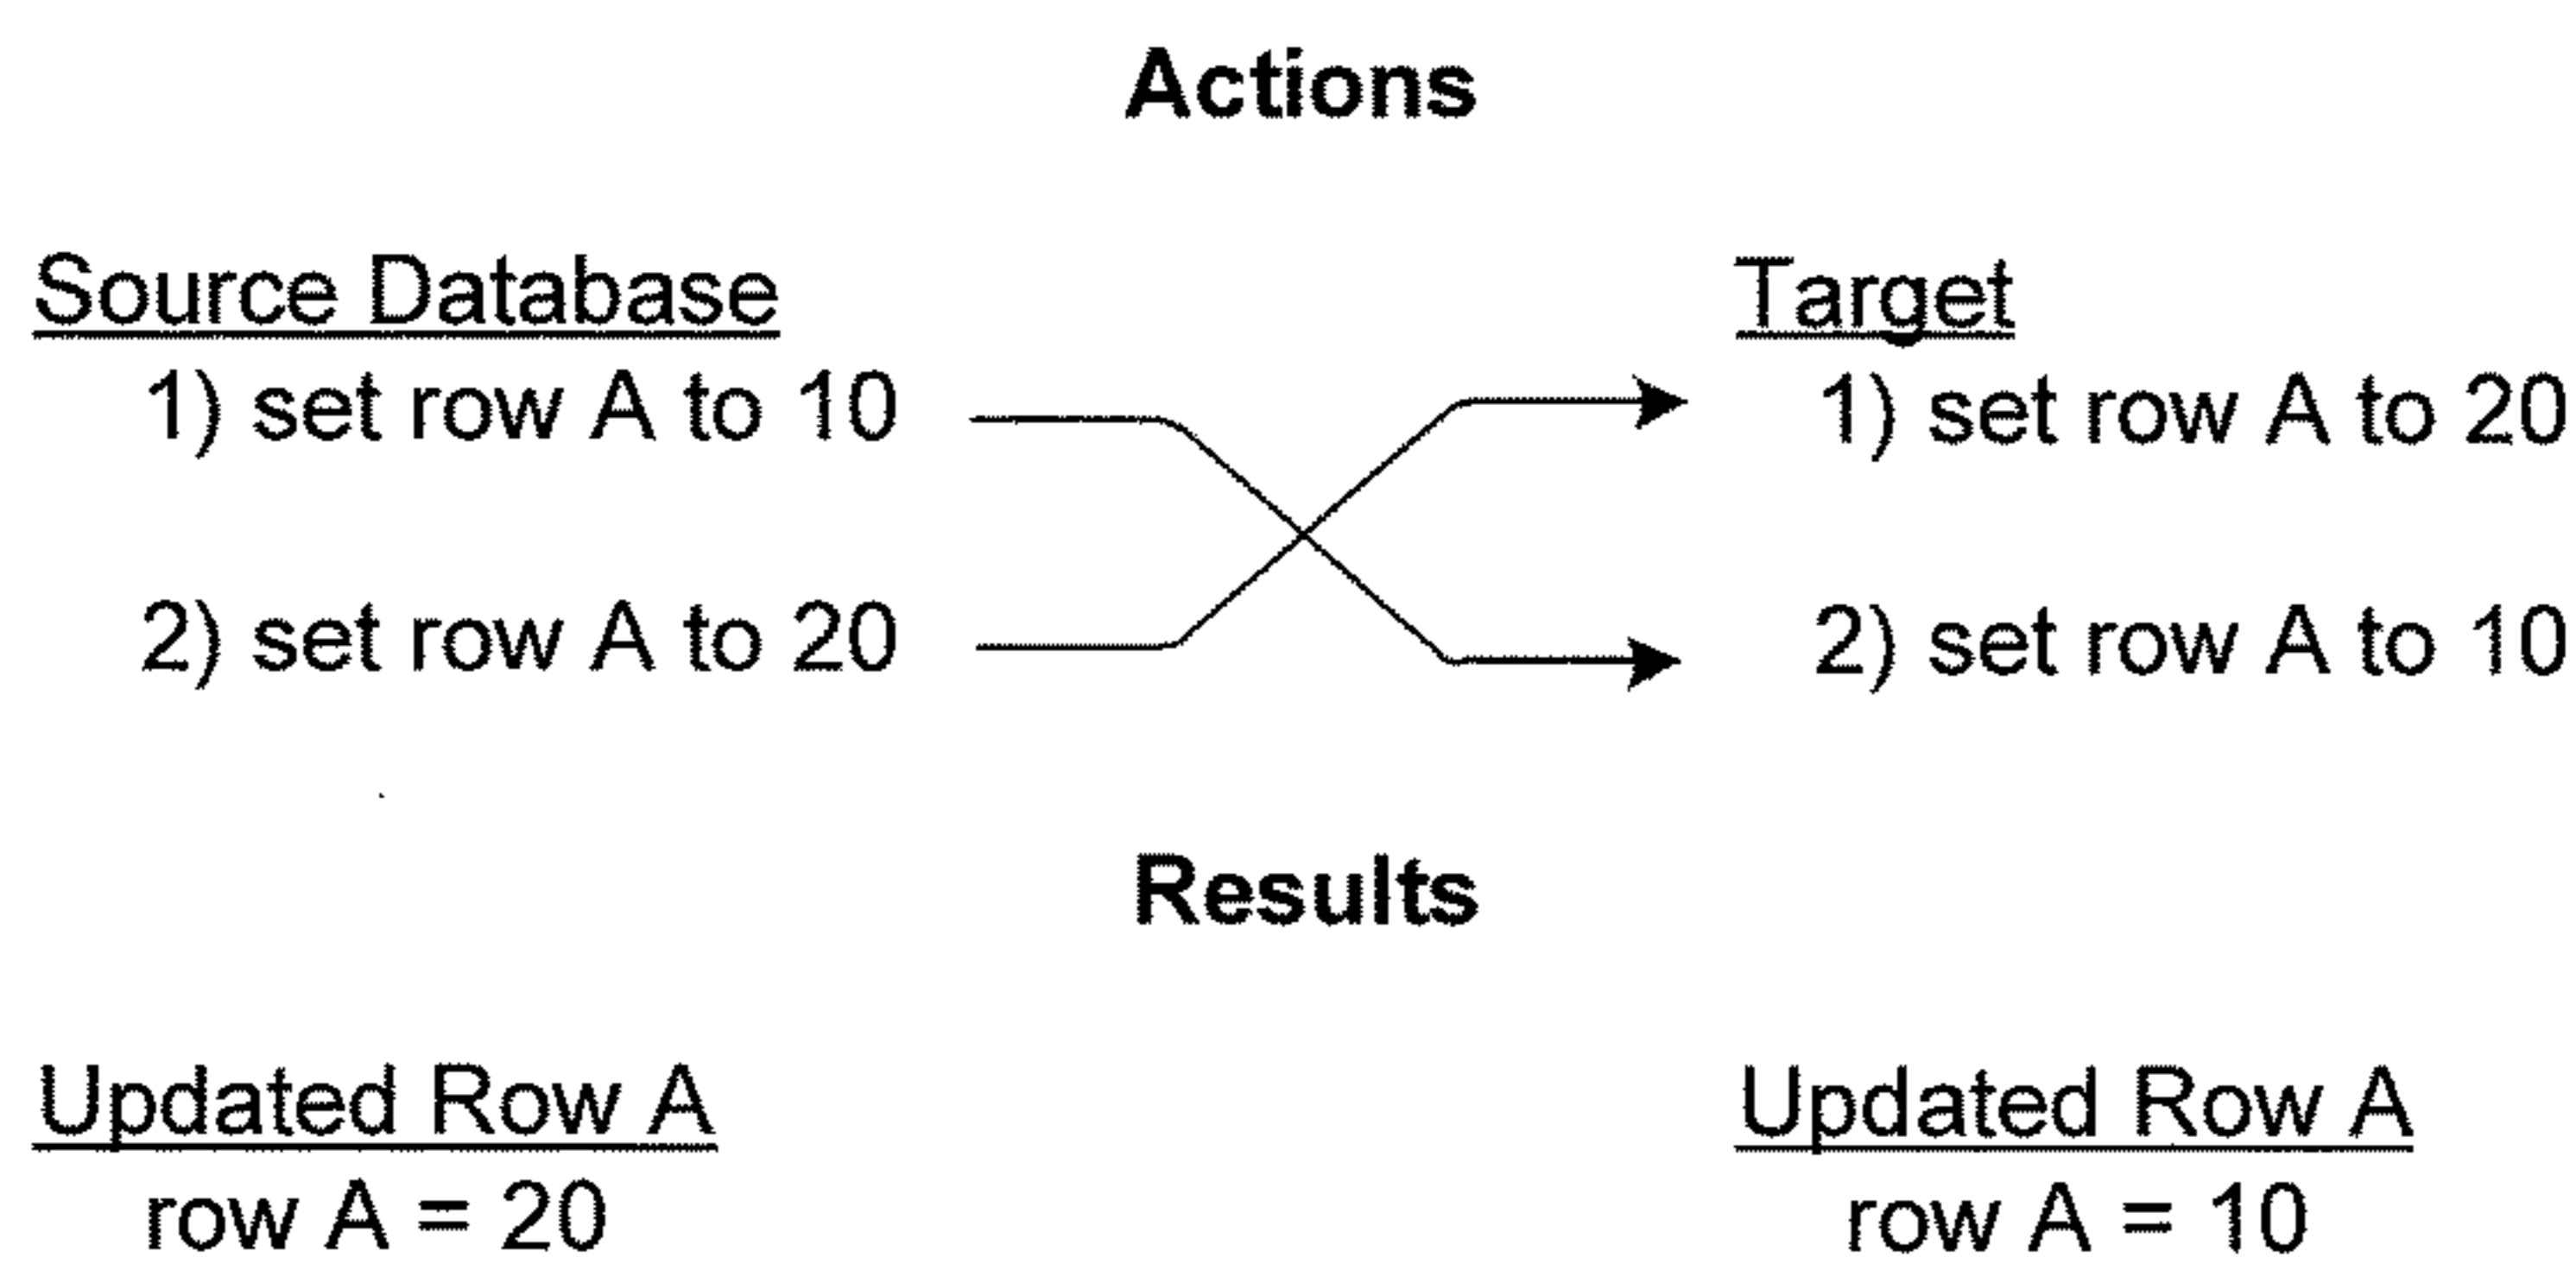 Actions
Source Database
Target
1) set row A to 10
1) set row A to 20
2) set row A to 20
2) set row A to 10
Results
Updated Row A
Updated Row A
row A = 20
row A = 10